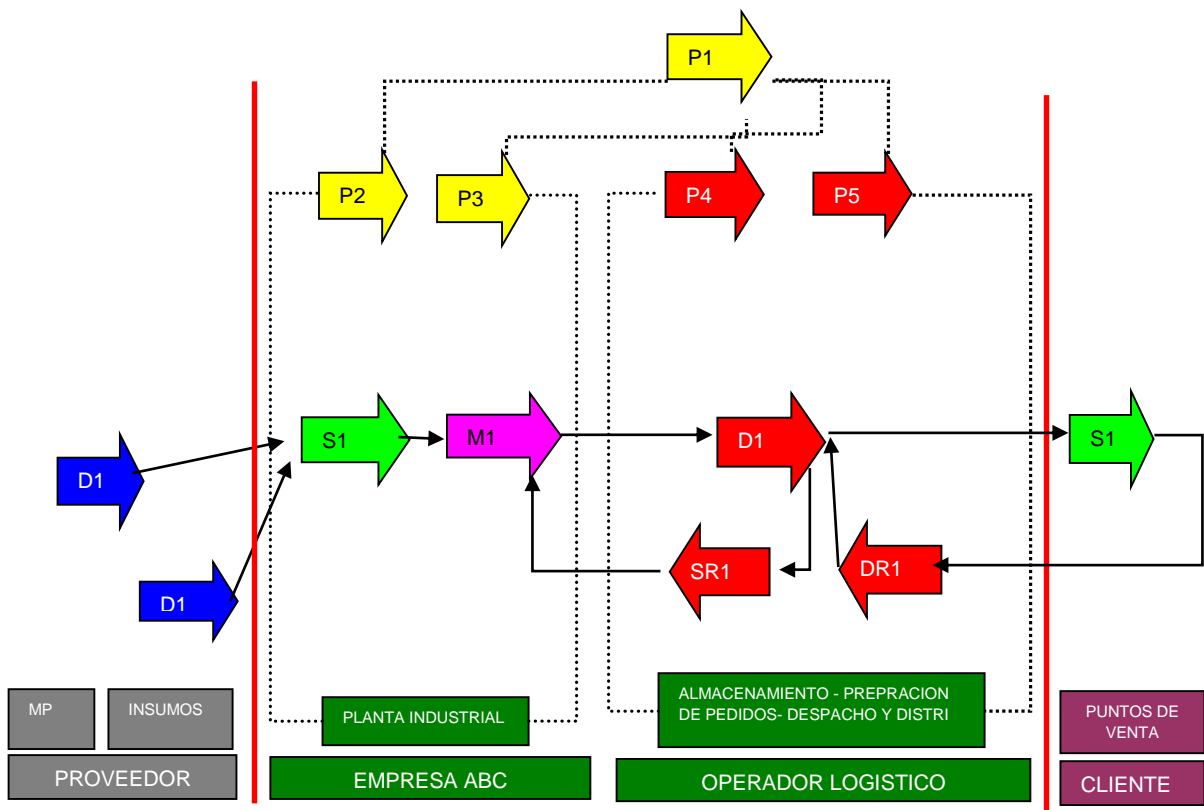 P1
P2
P3
P4
P5
S1
M1
D1
S1
D1
SR1
DR1
D1
MP
INSUMOS
PLANTA INDUSTRIAL
ALMACENAMIENTO - PREPRACION
DE PEDIDOS- DESPACHO Y DISTRI
PUNTOS DE
VENTA
PROVEEDOR
EMPRESA ABC
OPERADOR LOGISTICO
CLIENTE